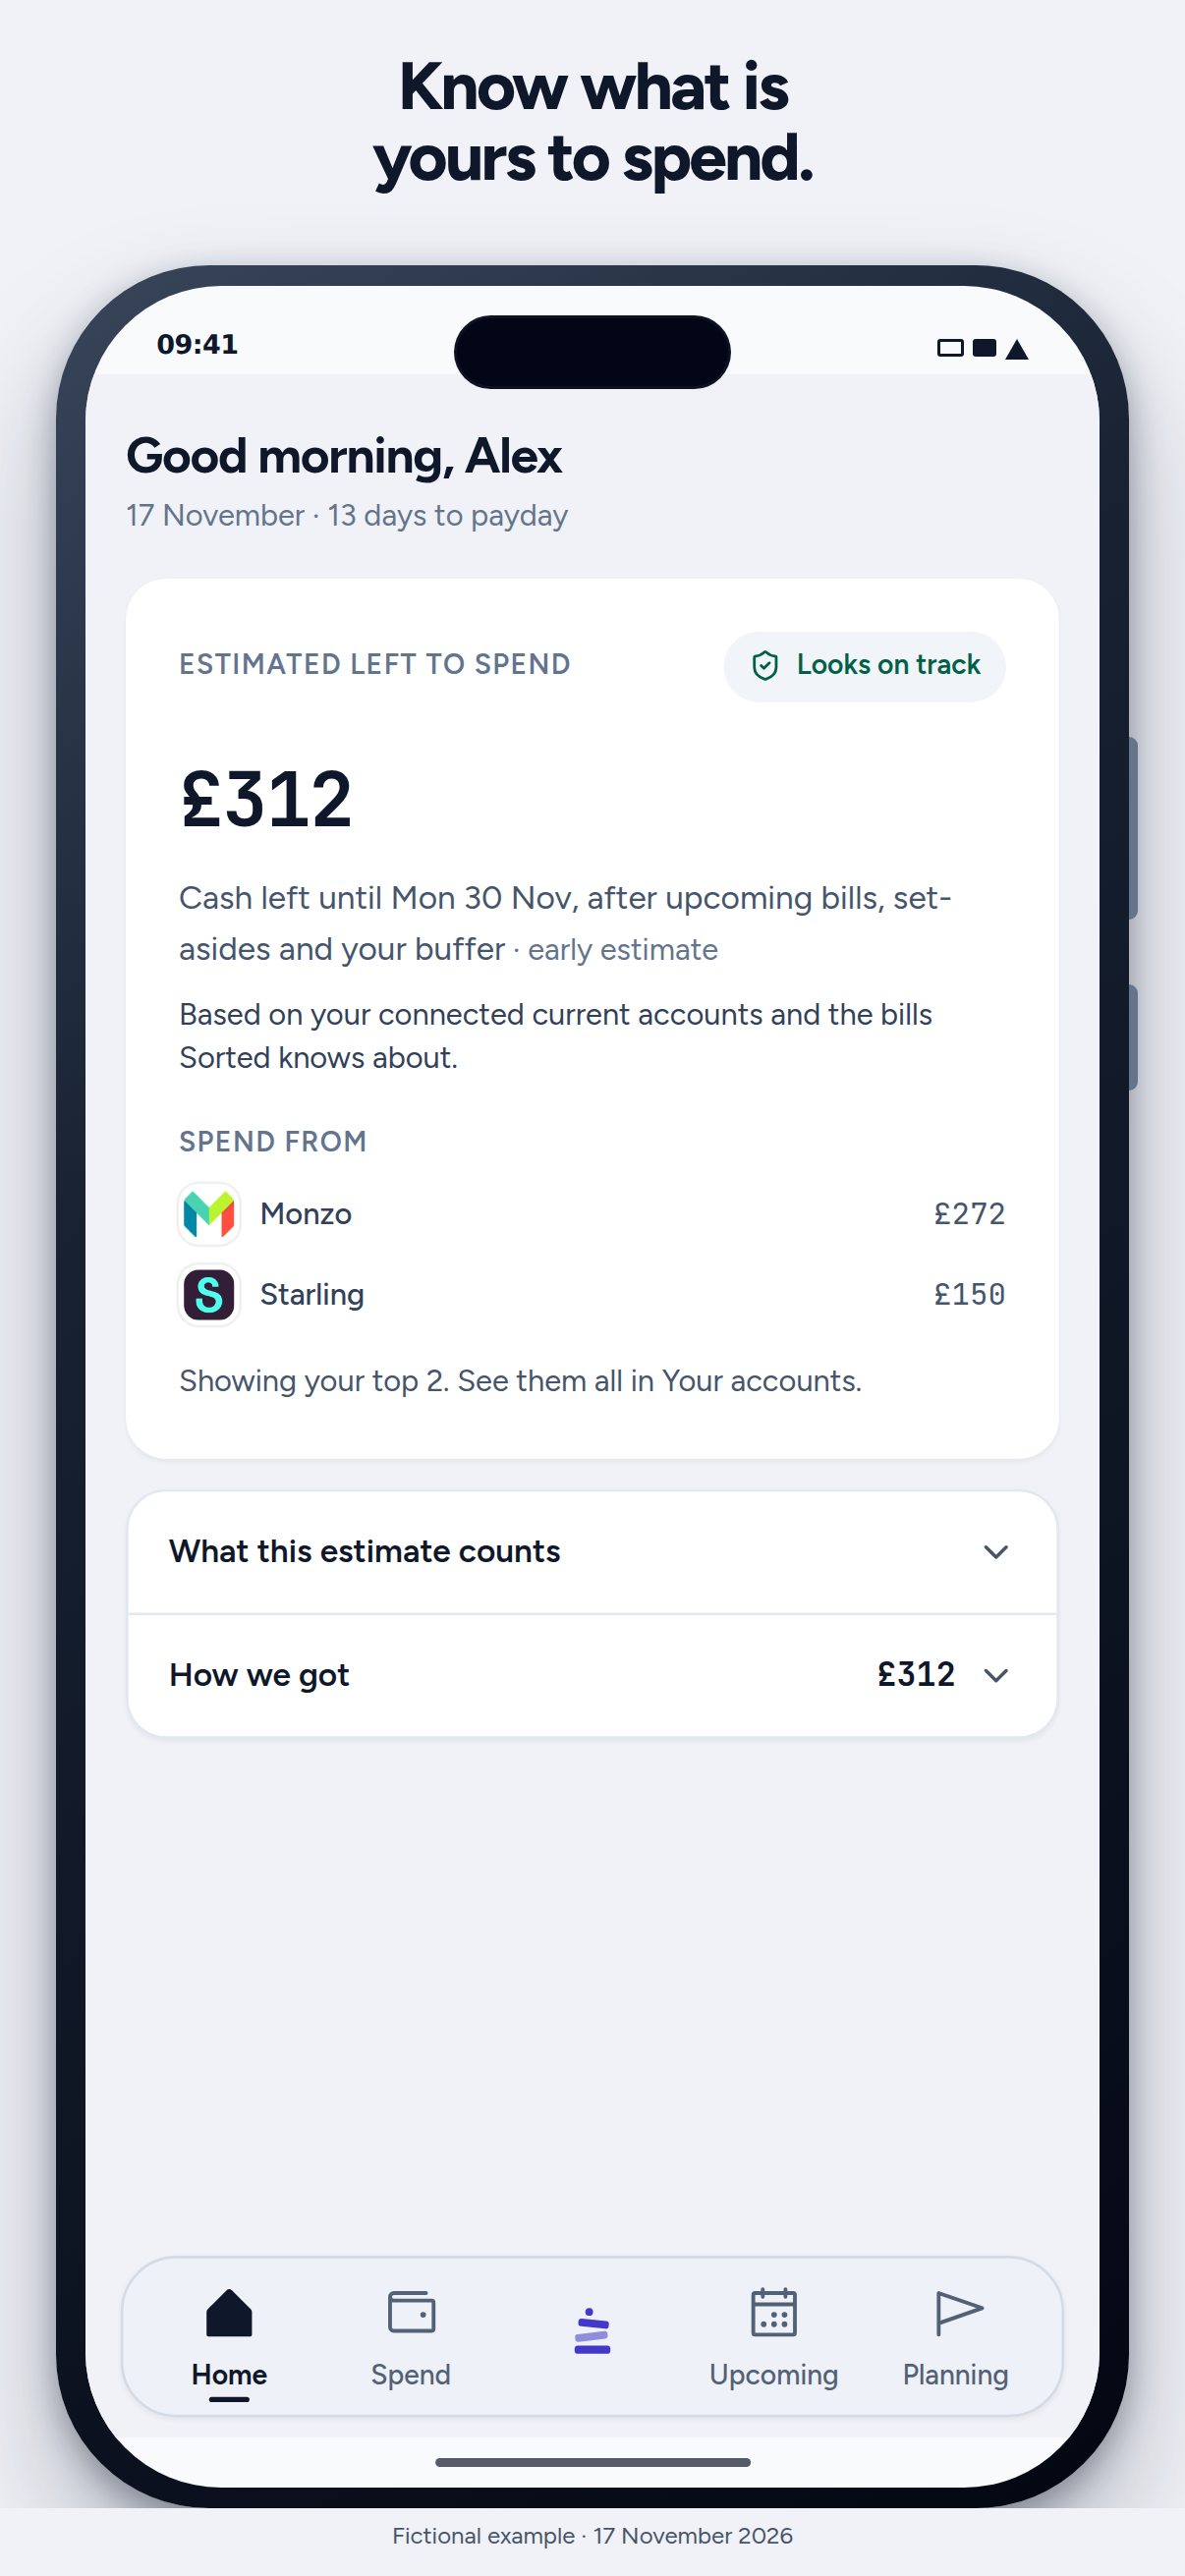 Know what is
yours to spend.
09:41
Good morning, Alex
17 November · 13 days to payday
ESTIMATED LEFT TO SPEND
Looks on track
£312
Cash left until Mon 30 Nov, after upcoming bills, set-
asides and your buffer · early estimate
Based on your connected current accounts and the bills
Sorted knows about.
SPEND FROM
Monzo £272
S Starling £150
Showing your top 2. See them all in Your accounts.
What this estimate counts
How we got £312
Home Spend Upcoming Planning
Fictional example · 17 November 2026